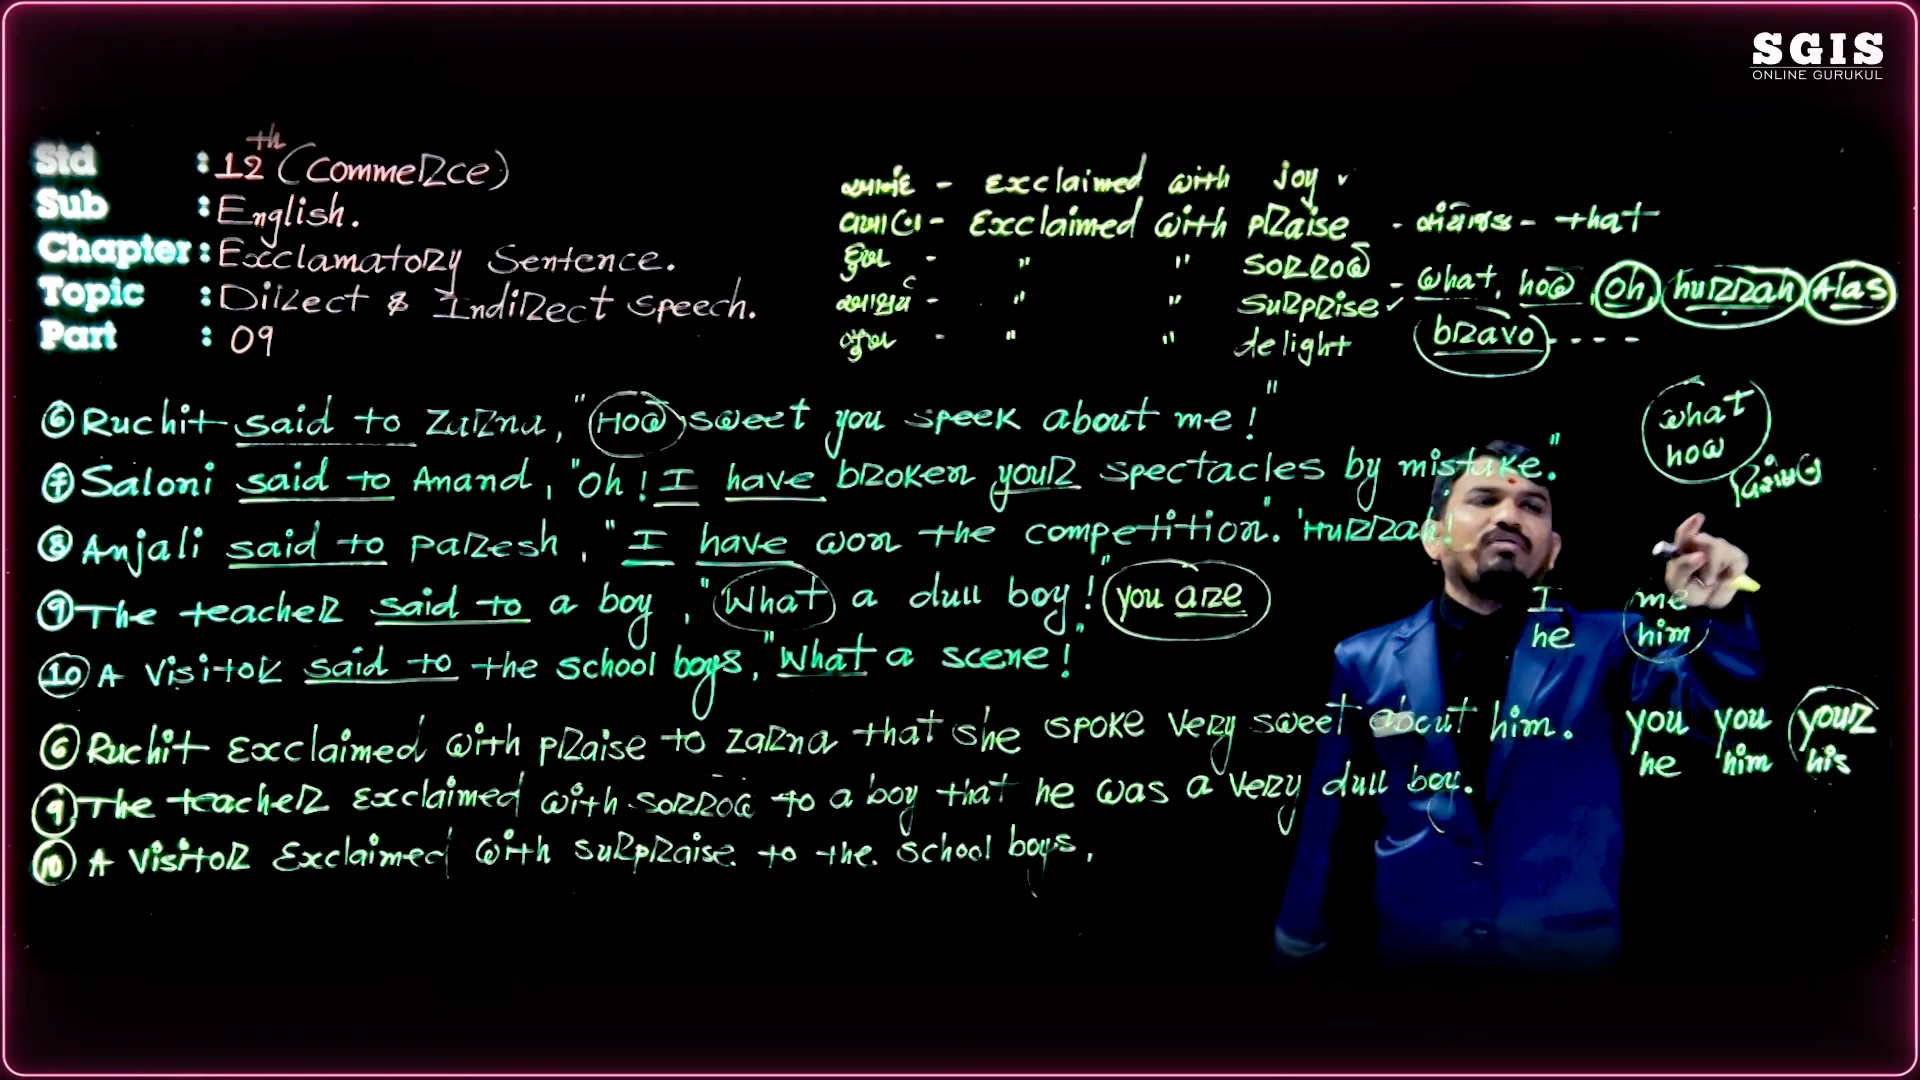 SGIS
ONLINE GURUKUL
Std : 12th (Commerce)
Sub : English.
Chapter : Exclamatory Sentence.
Topic : Direct & Indirect speech.
Part : 09
આનંદ - Exclaimed with joy ✓
વખાણ - Exclaimed with praise - સંયોજક - that
દુઃખ - " " sorrow
આશ્ચર્ય - " " surprise ✓ - what, how, oh, hurrah, Alas
ખુશ - " " delight bravo - - - -
⑥ Ruchit said to Zarna, "How sweet you speek about me!"
⑦ Saloni said to Anand, "Oh! I have broken your spectacles by mistake."
⑧ Anjali said to Paresh, "I have won the competition". 'Hurrah!
⑨ The teacher said to a boy, "What a dull boy!" you are
⑩ A Visitor said to the school boys, "What a scene!"
what
how
I me
he him
you you your
he him his
⑥ Ruchit Exclaimed with praise to Zarna that she spoke very sweet about him.
⑨ The teacher Exclaimed with sorrow to a boy that he was a very dull boy.
⑩ A Visitor Exclaimed with surpraise to the school boys,